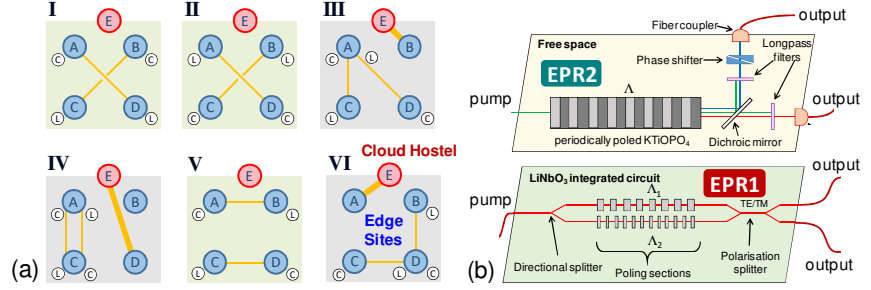 I
E
A
B
C
C
C
D
L
L
II
E
A
B
L
L
C
D
C
C
III
E
A
B
C
L
C
D
L
C
IV
E
A
B
C
L
C
D
L
C
V
E
A
B
C
D
VI
Cloud Hostel
E
A
B
L
Edge
Sites
C
D
C
L
C
(a)
output
Fiber coupler
Free space
Longpass
filters
Phase shifter
EPR2
Λ
pump
output
periodically poled KTiOPO4
Dichroic mirror
LiNbO3 integrated circuit
EPR1
output
Λ1
pump
TE/TM
Λ2
Directional splitter
Poling sections
Polarisation
splitter
output
(b)